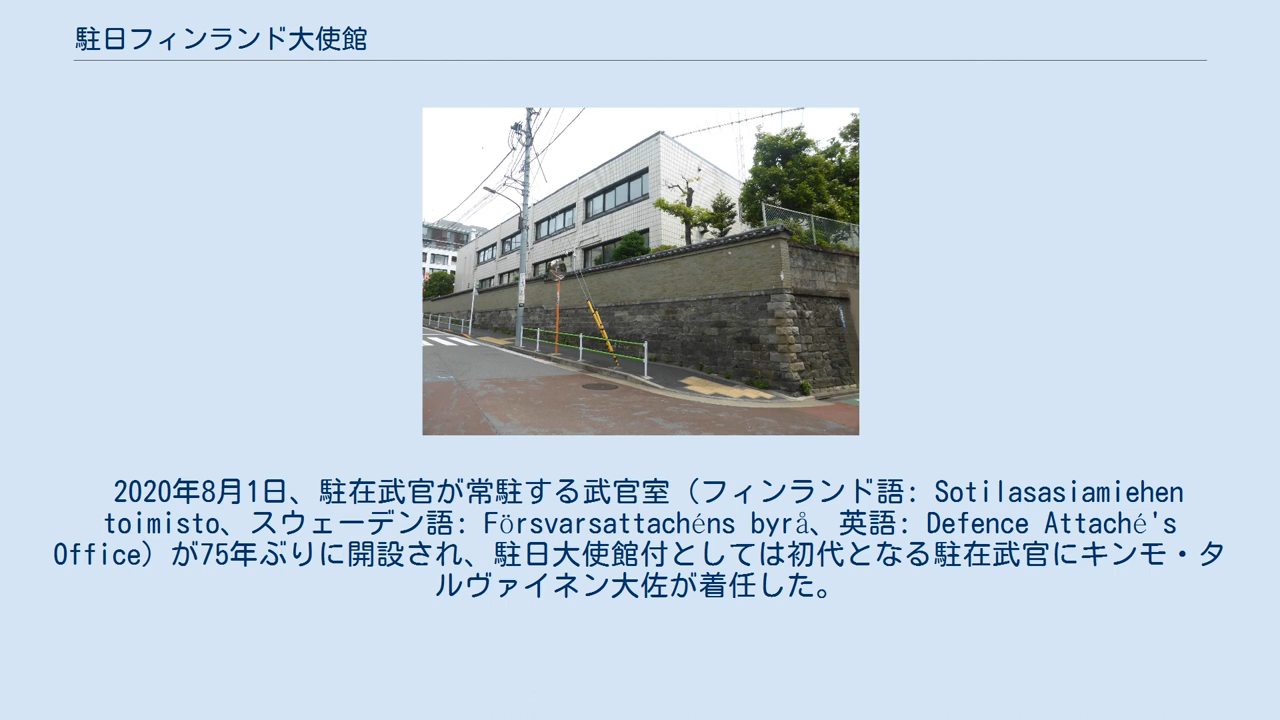 駐日フィンランド大使館
2020年8月1日、駐在武官が常駐する武官室（フィンランド語: Sotilasasiamiehen
toimisto、スウェーデン語: Försvarsattachéns byrå、英語: Defence Attaché's
Office）が75年ぶりに開設され、駐日大使館付としては初代となる駐在武官にキンモ・タ
ルヴァイネン大佐が着任した。